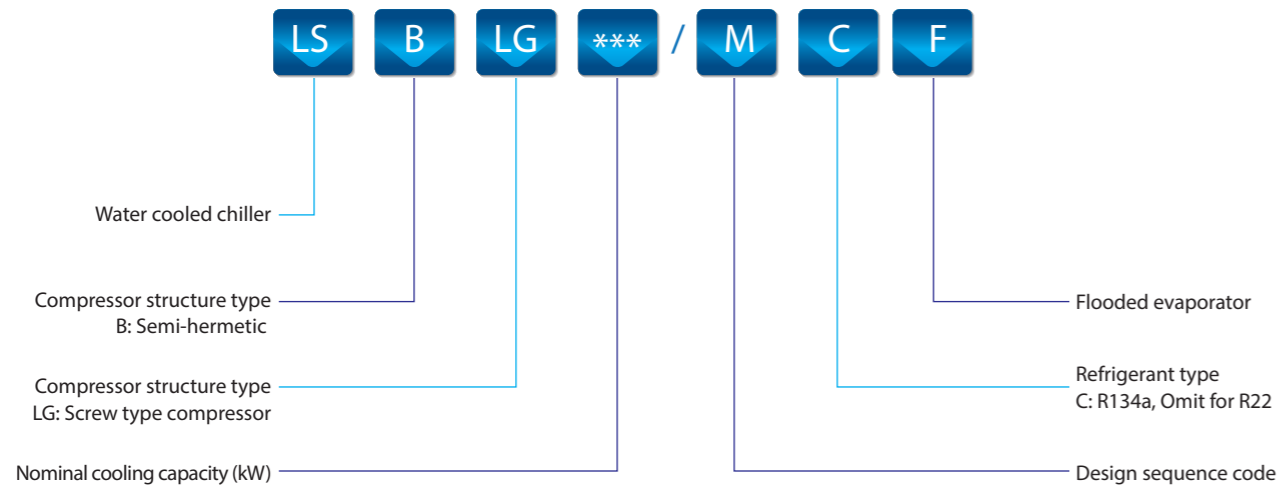 LS B LG *** / M C F
Water cooled chiller
Compressor structure type
B: Semi-hermetic
Compressor structure type
LG: Screw type compressor
Nominal cooling capacity (kW)
Flooded evaporator
Refrigerant type
C: R134a, Omit for R22
Design sequence code